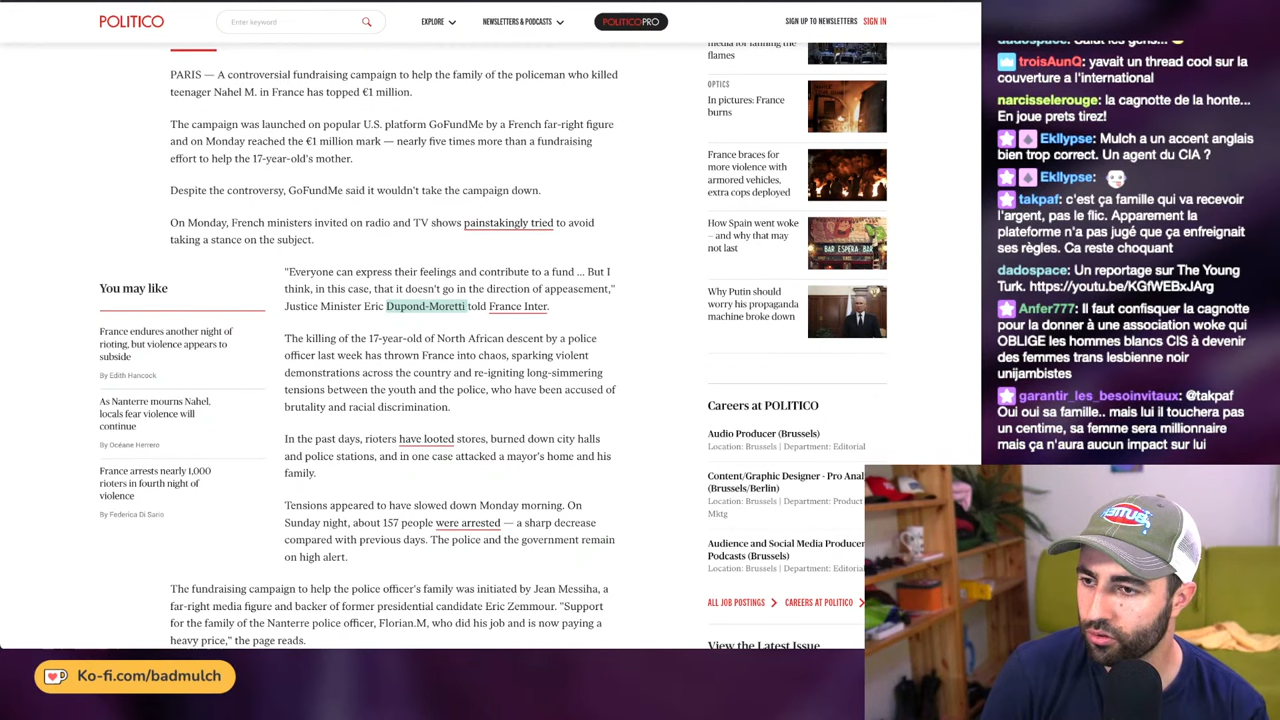 POLITICO
Enter keyword
EXPLORE
NEWSLETTERS & PODCASTS
POLITICOPRO
SIGN UP TO NEWSLETTERS
SIGN IN
PARIS — A controversial fundraising campaign to help the family of the policeman who killed
teenager Nahel M. in France has topped €1 million.
The campaign was launched on popular U.S. platform GoFundMe by a French far-right figure
and on Monday reached the €1 million mark — nearly five times more than a fundraising
effort to help the 17-year-old's mother.
Despite the controversy, GoFundMe said it wouldn't take the campaign down.
On Monday, French ministers invited on radio and TV shows painstakingly tried to avoid
taking a stance on the subject.
"Everyone can express their feelings and contribute to a fund ... But I
think, in this case, that it doesn't go in the direction of appeasement,"
Justice Minister Eric Dupond-Moretti told France Inter.
The killing of the 17-year-old of North African descent by a police
officer last week has thrown France into chaos, sparking violent
demonstrations across the country and re-igniting long-simmering
tensions between the youth and the police, who have been accused of
brutality and racial discrimination.
In the past days, rioters have looted stores, burned down city halls
and police stations, and in one case attacked a mayor's home and his
family.
Tensions appeared to have slowed down Monday morning. On
Sunday night, about 157 people were arrested — a sharp decrease
compared with previous days. The police and the government remain
on high alert.
The fundraising campaign to help the police officer's family was initiated by Jean Messiha, a
far-right media figure and backer of former presidential candidate Eric Zemmour. "Support
for the family of the Nanterre police officer, Florian.M, who did his job and is now paying a
heavy price," the page reads.
You may like
France endures another night of
rioting, but violence appears to
subside
By Edith Hancock
As Nanterre mourns Nahel,
locals fear violence will
continue
By Océane Herrero
France arrests nearly 1,000
rioters in fourth night of
violence
By Federica Di Sario
media for fanning the
flames
OPTICS
In pictures: France
burns
France braces for
more violence with
armored vehicles,
extra cops deployed
How Spain went woke
– and why that may
not last
BAR ESPERA BAR
Why Putin should
worry his propaganda
machine broke down
Careers at POLITICO
Audio Producer (Brussels)
Location: Brussels | Department: Editorial
Content/Graphic Designer - Pro Anal
(Brussels/Berlin)
Location: Brussels | Department: Product
Mktg
Audience and Social Media Producer
Podcasts (Brussels)
Location: Brussels | Department: Editorial
ALL JOB POSTINGS
CAREERS AT POLITICO
View the Latest Issue
troisAunQ: yavait un thread cool sur la
couverture a l'international
narcisselerouge: la cagnotte de la honte...
En joue prets tirez!
Ekllypse: Mulch a un accent anglais
bien trop correct. Un agent du CIA ?
Ekllypse:
takpaf: c'est ça famille qui va recevoir
l'argent, pas le flic. Apparement la
plateforme n'a pas jugé que ça enfreignait
ses règles. Ca reste choquant
dadospace: Un reportage sur The Young
Turk. https://youtu.be/KGfWEBxJArg
Anfer777: Il faut confisquer la cagnotte
pour la donner à une association woke qui
OBLIGE les hommes blancs CIS à devenir
des femmes trans lesbienne noir
unijambistes
garantir_les_besoinvitaux: @takpaf
Oui oui sa famille.. mais lui il touchera pas
un centime, sa femme sera millionaire
mais ça n'aura aucun impact sur lui
Ko-fi.com/badmulch